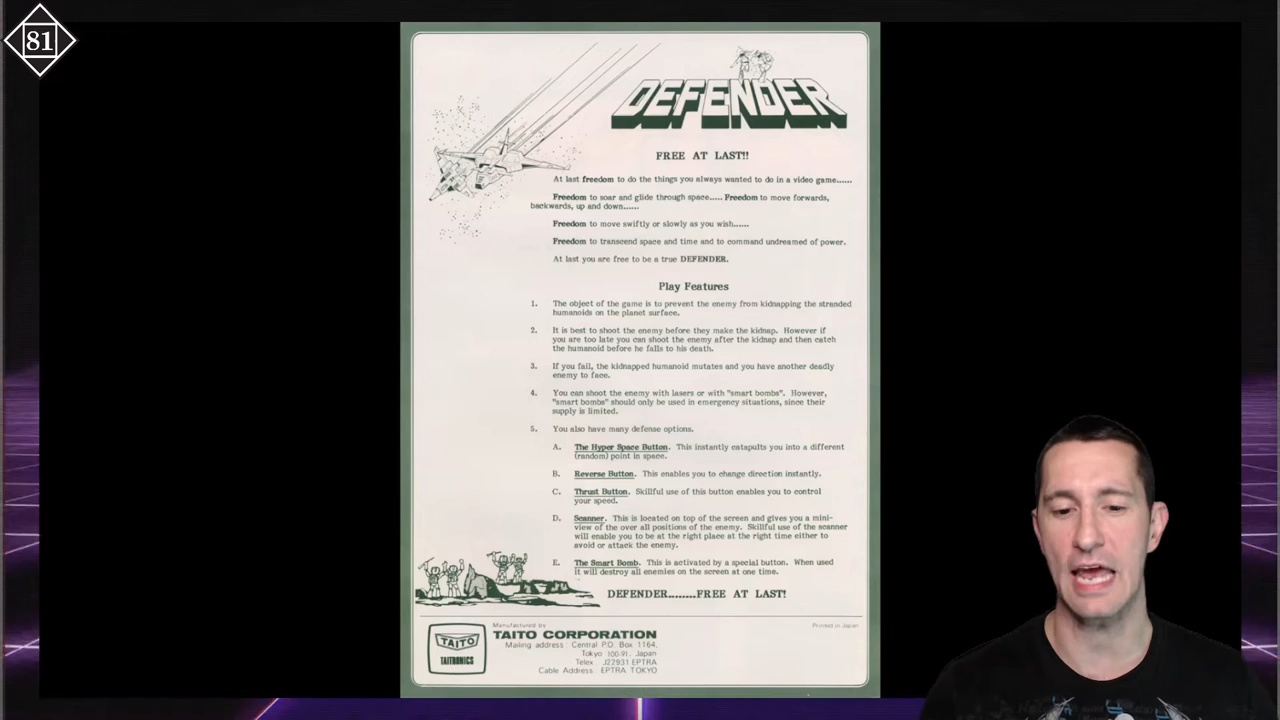 81
DEFENDER
FREE AT LAST!!
At last freedom to do the things you always wanted to do in a video game......
Freedom to soar and glide through space..... Freedom to move forwards,
backwards, up and down......
Freedom to move swiftly or slowly as you wish......
Freedom to transcend space and time and to command undreamed of power.
At last you are free to be a true DEFENDER.
Play Features
1. The object of the game is to prevent the enemy from kidnapping the stranded
humanoids on the planet surface.
2. It is best to shoot the enemy before they make the kidnap. However if
you are too late you can shoot the enemy after the kidnap and then catch
the humanoid before he falls to his death.
3. If you fail, the kidnapped humanoid mutates and you have another deadly
enemy to face.
4. You can shoot the enemy with lasers or with "smart bombs". However,
"smart bombs" should only be used in emergency situations, since their
supply is limited.
5. You also have many defense options.
A. The Hyper Space Button. This instantly catapults you into a different
(random) point in space.
B. Reverse Button. This enables you to change direction instantly.
C. Thrust Button. Skillful use of this button enables you to control
your speed.
D. Scanner. This is located on top of the screen and gives you a mini-
view of the over all positions of the enemy. Skillful use of the scanner
will enable you to be at the right place at the right time either to
avoid or attack the enemy.
E. The Smart Bomb. This is activated by a special button. When used
it will destroy all enemies on the screen at one time.
DEFENDER........FREE AT LAST!
TAITO
TAITRONICS
Manufactured by
TAITO CORPORATION
Mailing address Central P.O. Box 1164,
Tokyo 100-91, Japan
Telex J22931 EPTRA
Cable Address EPTRA TOKYO
Printed in Japan